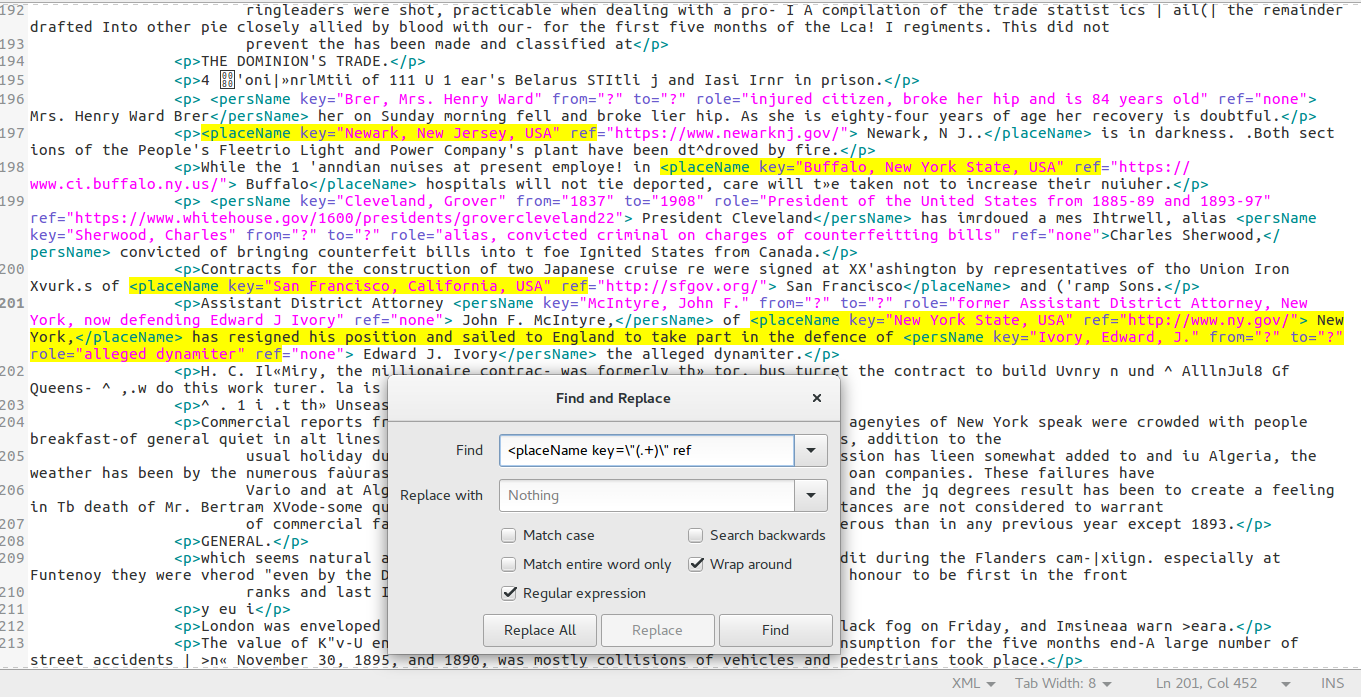 192 ringleaders were shot, practicable when dealing with a pro- I A compilation of the trade statist ics | ail(| the remainder
drafted Into other pie closely allied by blood with our- for the first five months of the Lca! I regiments. This did not
193 prevent the has been made and classified at</p>
194 <p>THE DOMINION'S TRADE.</p>
195 <p>4 'oni|»nrlMtii of 111 U 1 ear's Belarus STItli j and Iasi Irnr in prison.</p>
196 <p> <persName key="Brer, Mrs. Henry Ward" from="?" to="?" role="injured citizen, broke her hip and is 84 years old" ref="none">
Mrs. Henry Ward Brer</persName> her on Sunday morning fell and broke lier hip. As she is eighty-four years of age her recovery is doubtful.</p>
197 <p><placeName key="Newark, New Jersey, USA" ref="https://www.newarknj.gov/"> Newark, N J..</placeName> is in darkness. .Both sect
ions of the People's Fleetrio Light and Power Company's plant have been dt^droved by fire.</p>
198 <p>While the 1 'anndian nuises at present employe! in <placeName key="Buffalo, New York State, USA" ref="https://
www.ci.buffalo.ny.us/"> Buffalo</placeName> hospitals will not tie deported, care will t»e taken not to increase their nuiuher.</p>
199 <p> <persName key="Cleveland, Grover" from="1837" to="1908" role="President of the United States from 1885-89 and 1893-97"
ref="https://www.whitehouse.gov/1600/presidents/grovercleveland22"> President Cleveland</persName> has imrdoued a mes Ihtrwell, alias <persName
key="Sherwood, Charles" from="?" to="?" role="alias, convicted criminal on charges of counterfeitting bills" ref="none">Charles Sherwood,</
persName> convicted of bringing counterfeit bills into t foe Ignited States from Canada.</p>
200 <p>Contracts for the construction of two Japanese cruise re were signed at XX'ashington by representatives of tho Union Iron
Xvurk.s of <placeName key="San Francisco, California, USA" ref="http://sfgov.org/"> San Francisco</placeName> and ('ramp Sons.</p>
201 <p>Assistant District Attorney <persName key="McIntyre, John F." from="?" to="?" role="former Assistant District Attorney, New
York, now defending Edward J Ivory" ref="none"> John F. McIntyre,</persName> of <placeName key="New York State, USA" ref="http://www.ny.gov/"> New
York,</placeName> has resigned his position and sailed to England to take part in the defence of <persName key="Ivory, Edward, J." from="?" to="?"
role="alleged dynamiter" ref="none"> Edward J. Ivory</persName> the alleged dynamiter.</p>
202 <p>H. C. Il«Miry, the millionaire contrac- was formerly th» tor, bus turret the contract to build Uvnry n und ^ AlllnJul8 Gf
Queens- ^ ,.w do this work turer. la is
203 <p>^ . 1 i .t th» Unseas
204 <p>Commercial reports fr agenyies of New York speak were crowded with people
breakfast-of general quiet in alt lines s, addition to the
205 usual holiday du ssion has lieen somewhat added to and iu Algeria, the
weather has been by the numerous faùuras oan companies. These failures have
206 Vario and at Alg and the jq degrees result has been to create a feeling
in Tb death of Mr. Bertram XVode-some qu tances are not considered to warrant
207 of commercial fa erous than in any previous year except 1893.</p>
208 <p>GENERAL.</p>
209 <p>which seems natural a dit during the Flanders cam-|xiign. especially at
Funtenoy they were vherod "even by the D honour to be first in the front
210 ranks and last I
211 <p>y eu i</p>
212 <p>London was enveloped lack fog on Friday, and Imsineaa warn >eara.</p>
213 <p>The value of K"v-U en nsumption for the five months end-A large number of
street accidents | >n« November 30, 1895, and 1890, was mostly collisions of vehicles and pedestrians took place.</p>
Find and Replace ×
Find <placeName key=\"(.+)\" ref
Replace with Nothing
Match case Search backwards
Match entire word only Wrap around
Regular expression
Replace All Replace Find
XML Tab Width: 8 Ln 201, Col 452 INS